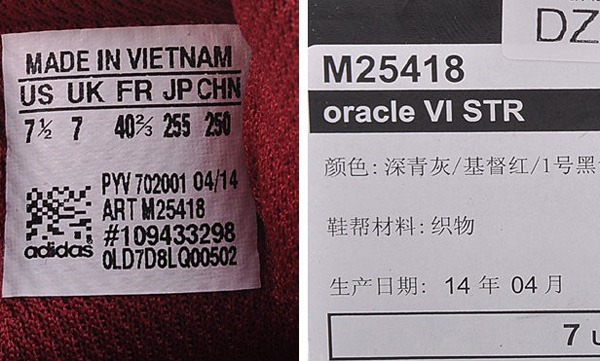 MADE IN VIETNAM
US UK FR JP CHN
7½ 7 40⅔ 255 250
PYV 702001 04/14
ART M25418
#109433298
0LD7D8LQ00502
adidas
DZ
M25418
oracle VI STR
颜色:深青灰/基督红/1号黑
鞋帮材料:织物
生产日期: 14 年 04 月
7 U